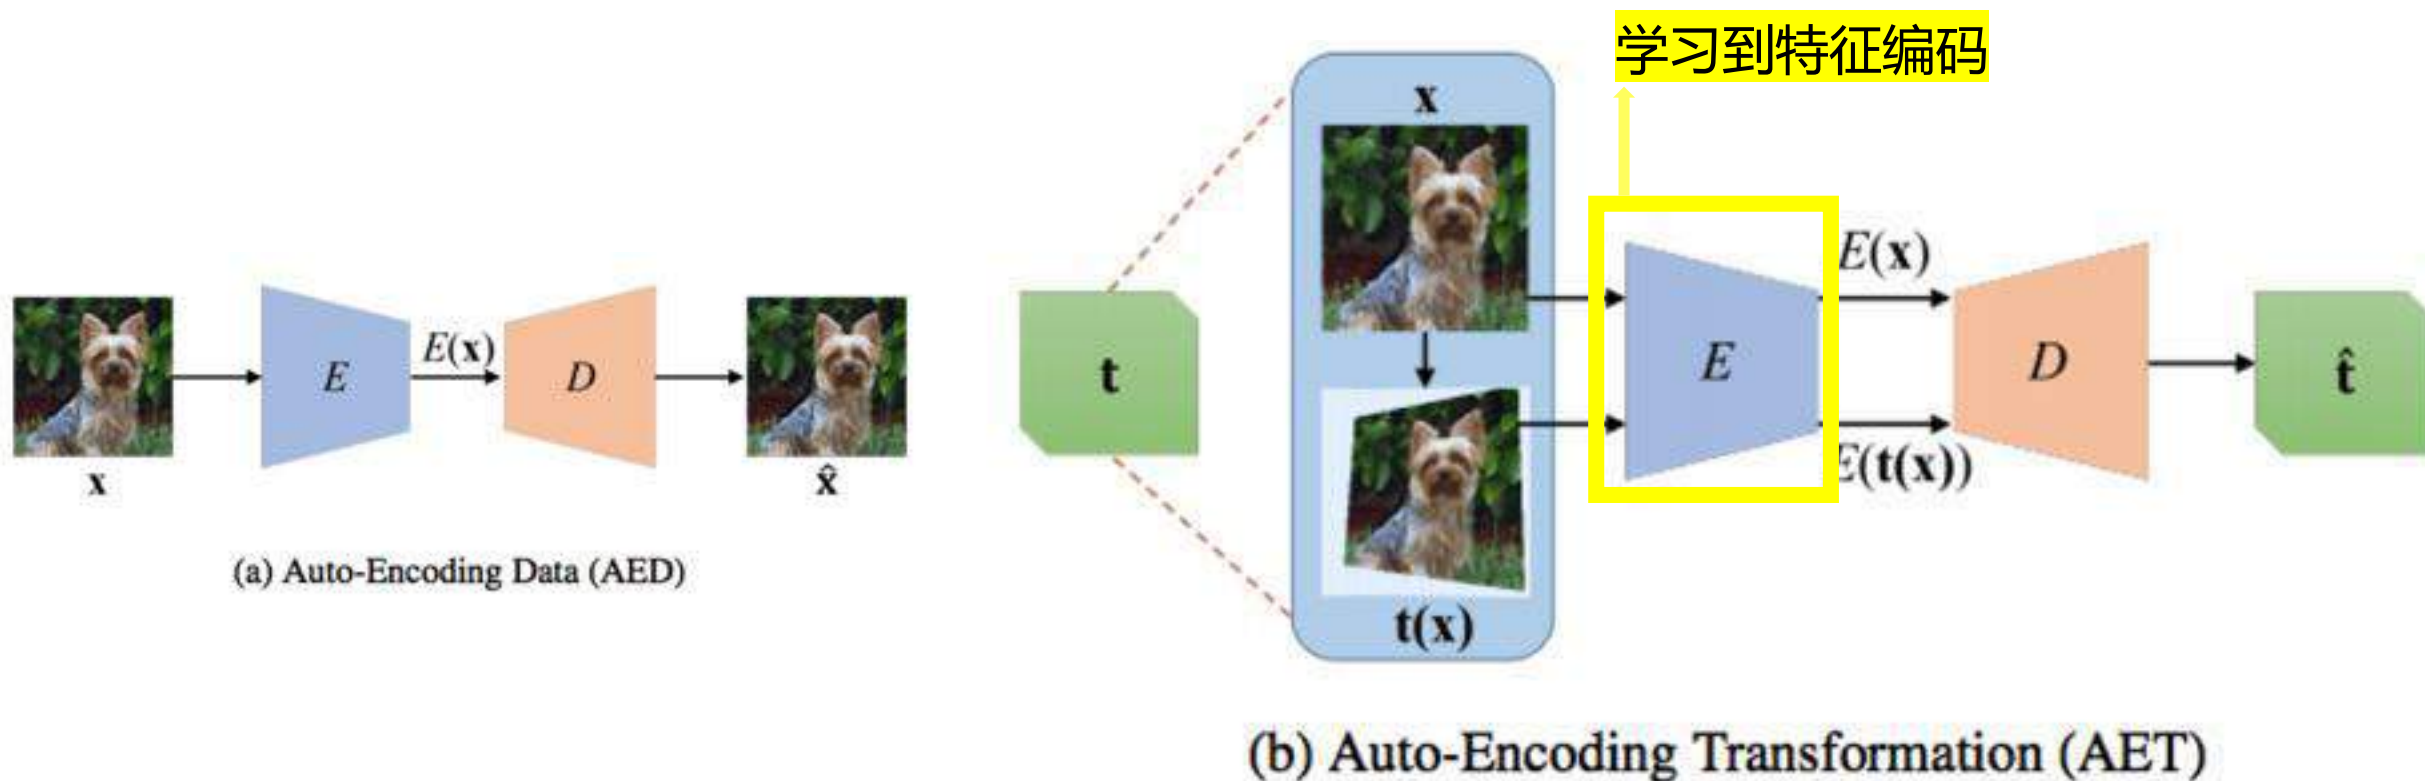 x
E
E(x)
D
x̂
(a) Auto-Encoding Data (AED)
学习到特征编码
t
x
t(x)
E
E(x)
E(t(x))
D
t̂
(b) Auto-Encoding Transformation (AET)